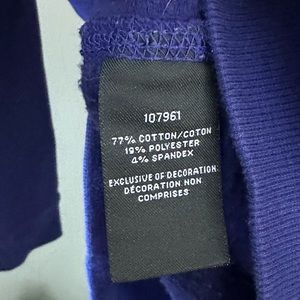 107961
77% COTTON/COTON
19% POLYESTER
4% SPANDEX
EXCLUSIVE OF DECORATION
DÉCORATION NON
COMPRISES